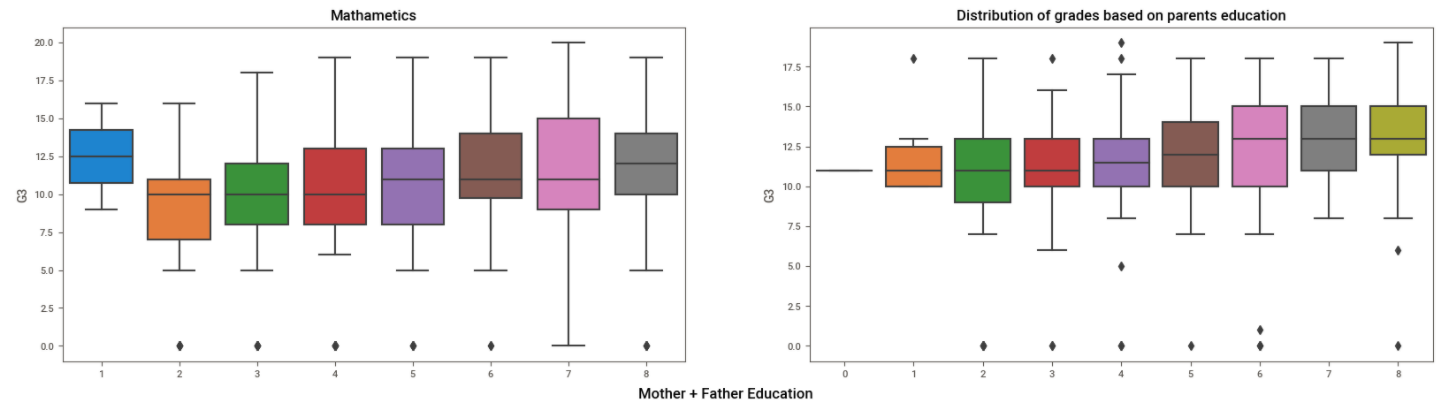 Mathametics
G3
20.0
17.5
15.0
12.5
10.0
7.5
5.0
2.5
0.0
1 2 3 4 5 6 7 8
Distribution of grades based on parents education
G3
17.5
15.0
12.5
10.0
7.5
5.0
2.5
0.0
0 1 2 3 4 5 6 7 8
Mother + Father Education